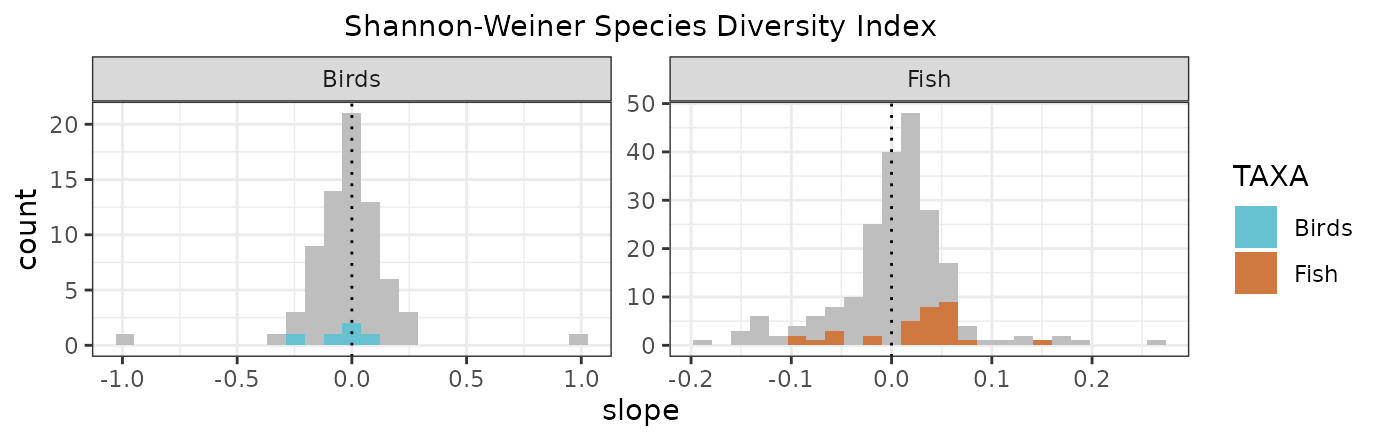 Shannon-Weiner Species Diversity Index
Birds
Fish
count
20
15
10
5
0
50
40
30
20
10
0
-1.0 -0.5 0.0 0.5 1.0
-0.2 -0.1 0.0 0.1 0.2
slope
TAXA
Birds
Fish